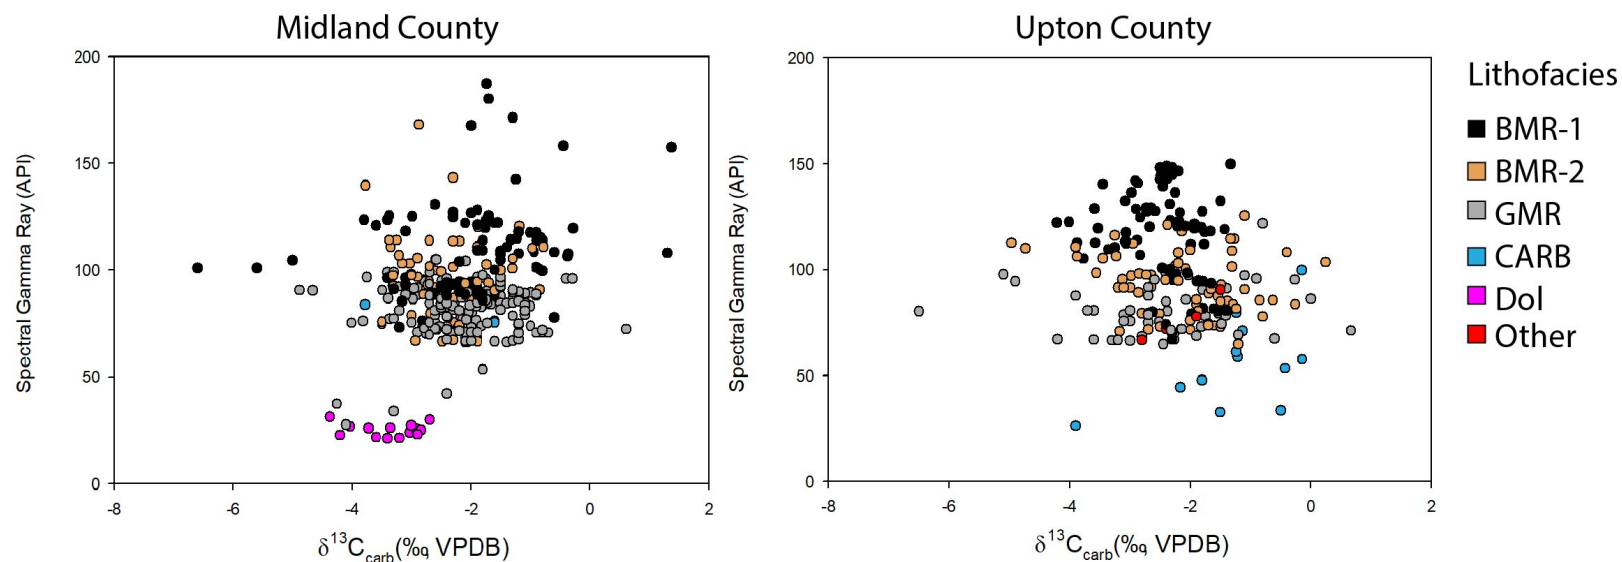 Midland County
Upton County
Spectral Gamma Ray (API)
200
150
100
50
0
-8
-6
-4
-2
0
2
δ¹³Ccarb(‰ VPDB)
Spectral Gamma Ray (API)
200
150
100
50
0
-8
-6
-4
-2
0
2
δ¹³Ccarb(‰ VPDB)
Lithofacies
BMR-1
BMR-2
GMR
CARB
Dol
Other